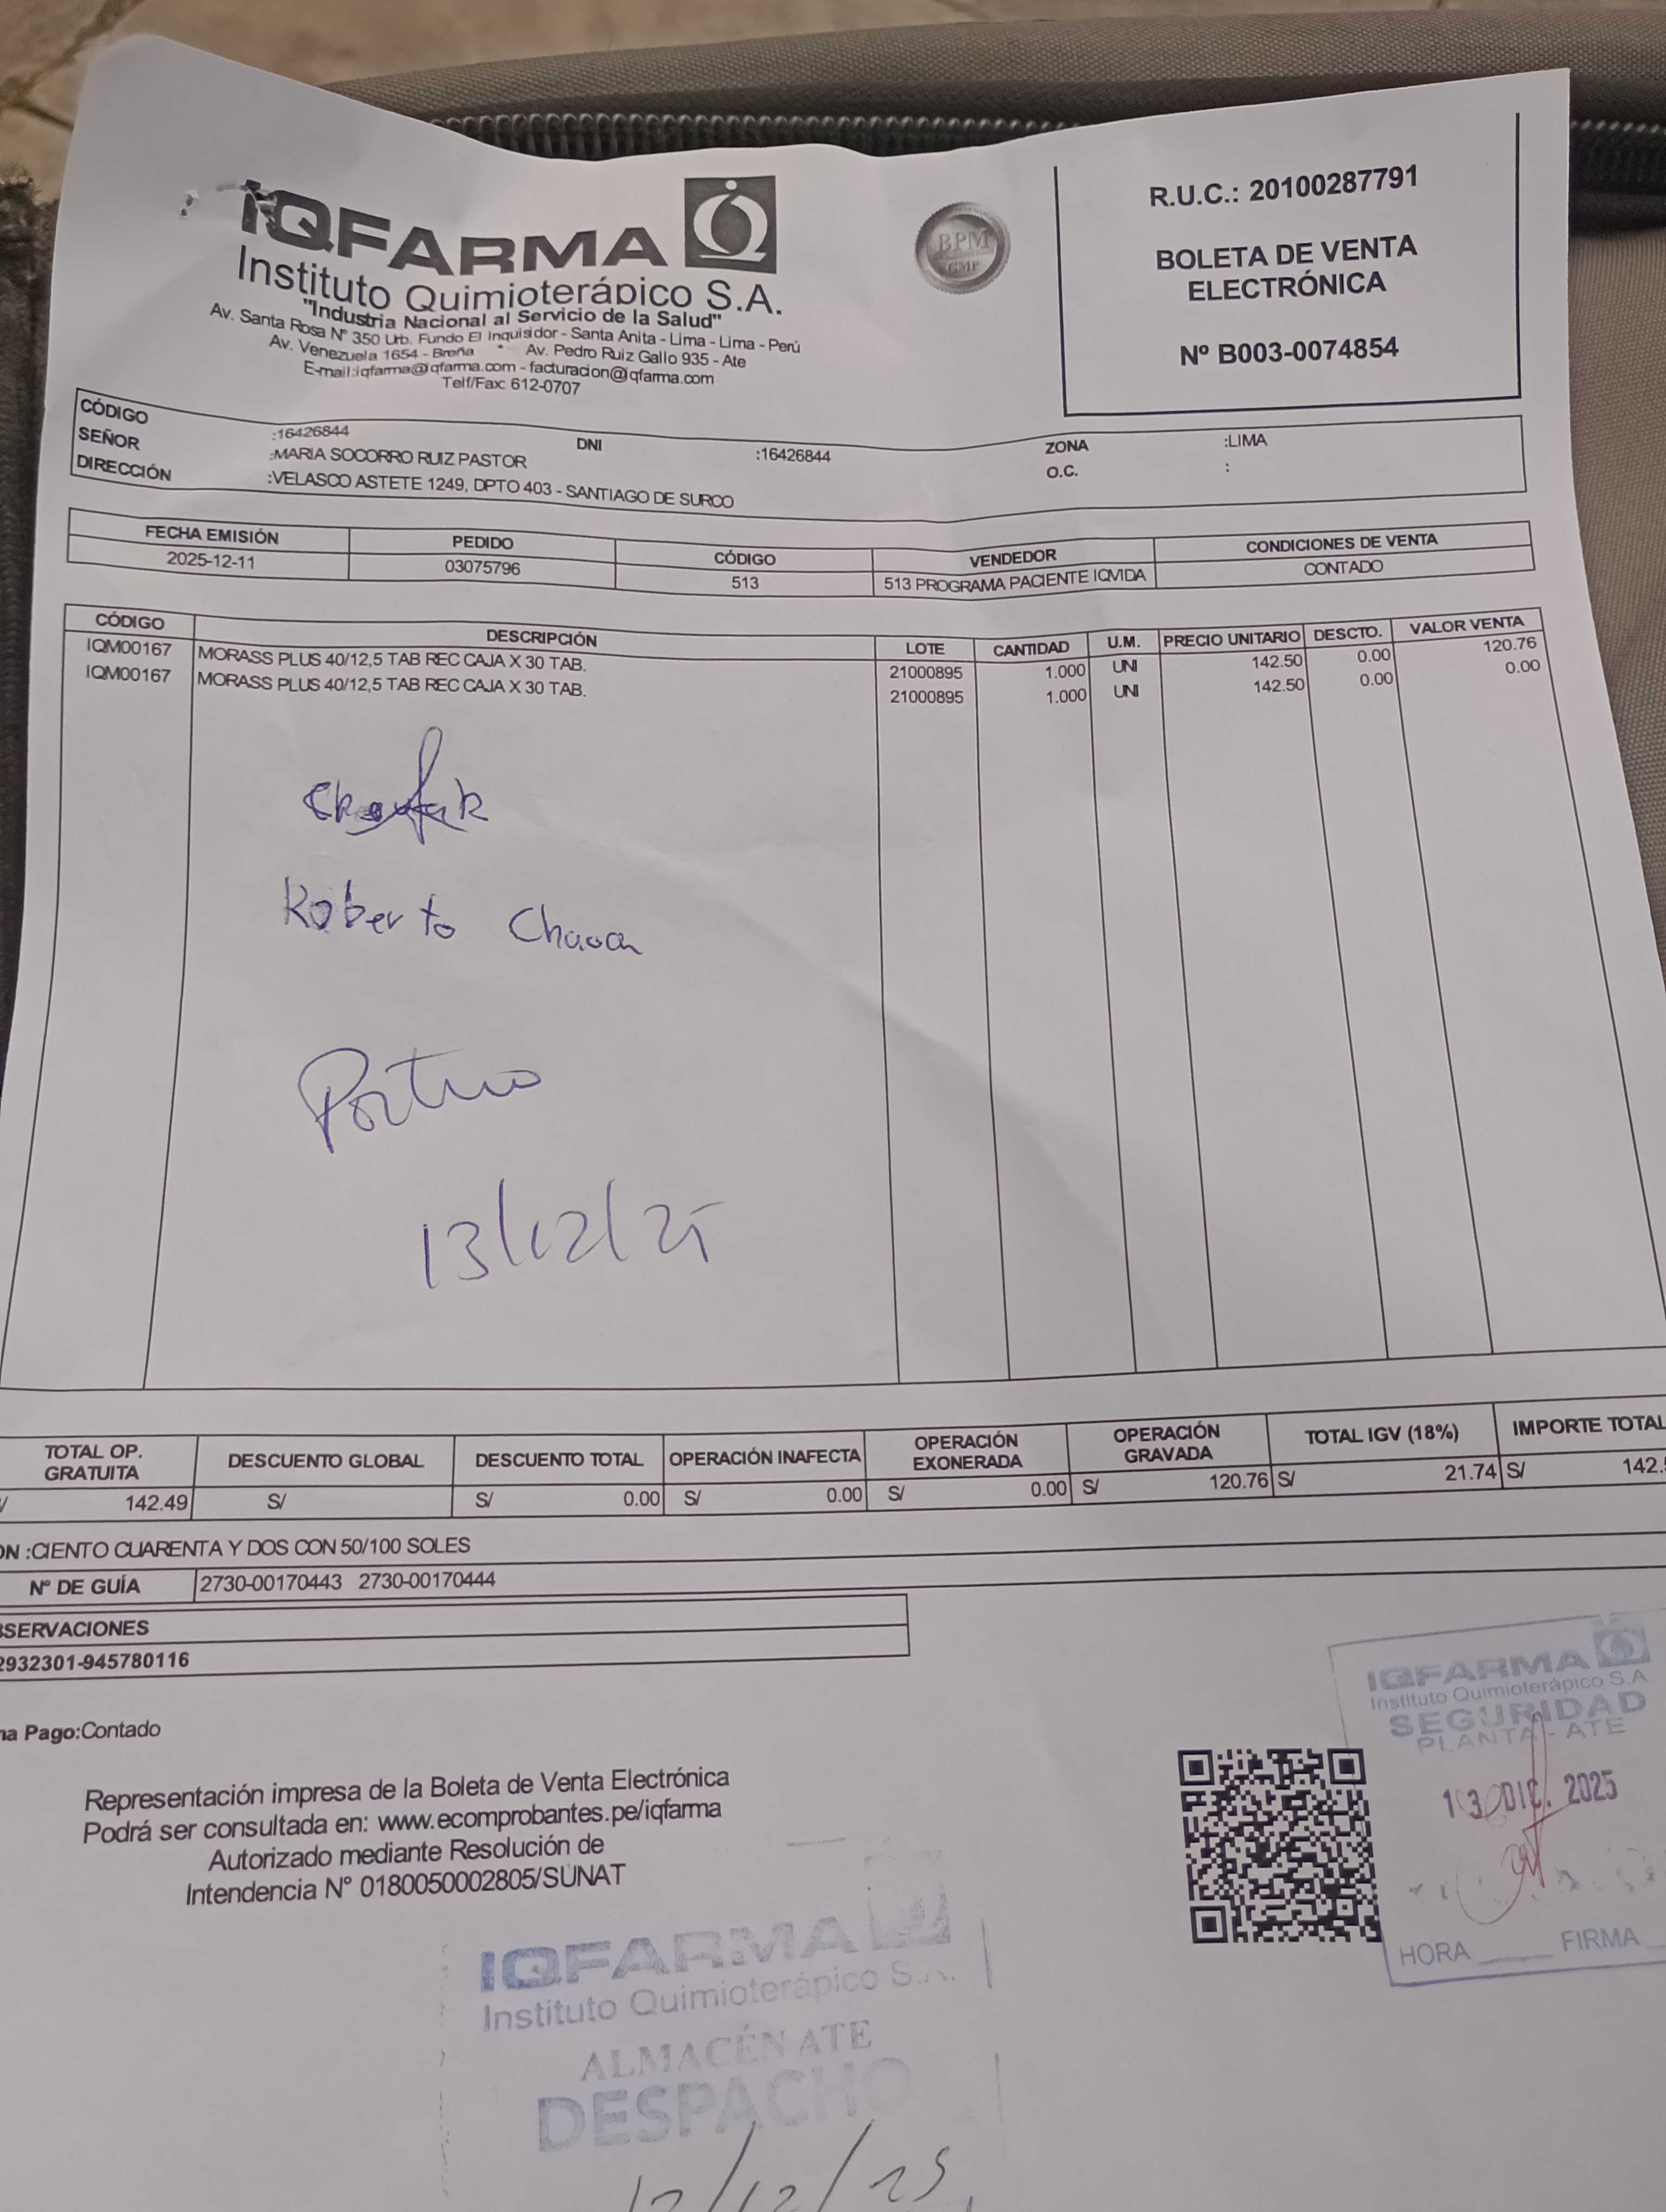 IQFARMA
Instituto Quimioterápico S.A.
"Industria Nacional al Servicio de la Salud"
Av. Santa Rosa Nº 350 Urb. Fundo El Inquisidor - Santa Anita - Lima - Lima - Perú
Av. Venezuela 1654 - Breña * Av. Pedro Ruiz Gallo 935 - Ate
E-mail:iqfarma@iqfarma.com - facturacion@iqfarma.com
Telf/Fax: 612-0707
BPM
GMP
R.U.C.: 20100287791
BOLETA DE VENTA
ELECTRÓNICA
Nº B003-0074854
CÓDIGO :16426844 DNI :16426844 ZONA :LIMA
SEÑOR :MARIA SOCORRO RUIZ PASTOR O.C. :
DIRECCIÓN :VELASCO ASTETE 1249, DPTO 403 - SANTIAGO DE SURCO
FECHA EMISIÓN PEDIDO CÓDIGO VENDEDOR CONDICIONES DE VENTA
2025-12-11 03075796 513 513 PROGRAMA PACIENTE IQVIDA CONTADO
CÓDIGO DESCRIPCIÓN LOTE CANTIDAD U.M. PRECIO UNITARIO DESCTO. VALOR VENTA
IQM00167 MORASS PLUS 40/12,5 TAB REC CAJA X 30 TAB. 21000895 1.000 UNI 142.50 0.00 120.76
IQM00167 MORASS PLUS 40/12,5 TAB REC CAJA X 30 TAB. 21000895 1.000 UNI 142.50 0.00 0.00
Roberto
13/12/25
TOTAL OP. GRATUITA DESCUENTO GLOBAL DESCUENTO TOTAL OPERACIÓN INAFECTA OPERACIÓN EXONERADA OPERACIÓN GRAVADA TOTAL IGV (18%) IMPORTE TOTAL
142.49 S/ S/ 0.00 S/ 0.00 S/ 0.00 S/ 120.76 S/ 21.74 S/ 142.
ON :CIENTO CUARENTA Y DOS CON 50/100 SOLES
Nº DE GUÍA 2730-00170443 2730-00170444
SERVACIONES
2932301-945780116
na Pago:Contado
Representación impresa de la Boleta de Venta Electrónica
Podrá ser consultada en: www.ecomprobantes.pe/iqfarma
Autorizado mediante Resolución de
Intendencia N° 0180050002805/SUNAT
IQFARMA
Instituto Quimioterápico S.A
SEGURIDAD
PLANTA - ATE
13 DIC. 2025
HORA FIRMA
IQFARMA
Instituto Quimioterápico S.A.
ALMACÉN ATE
DESPACHO